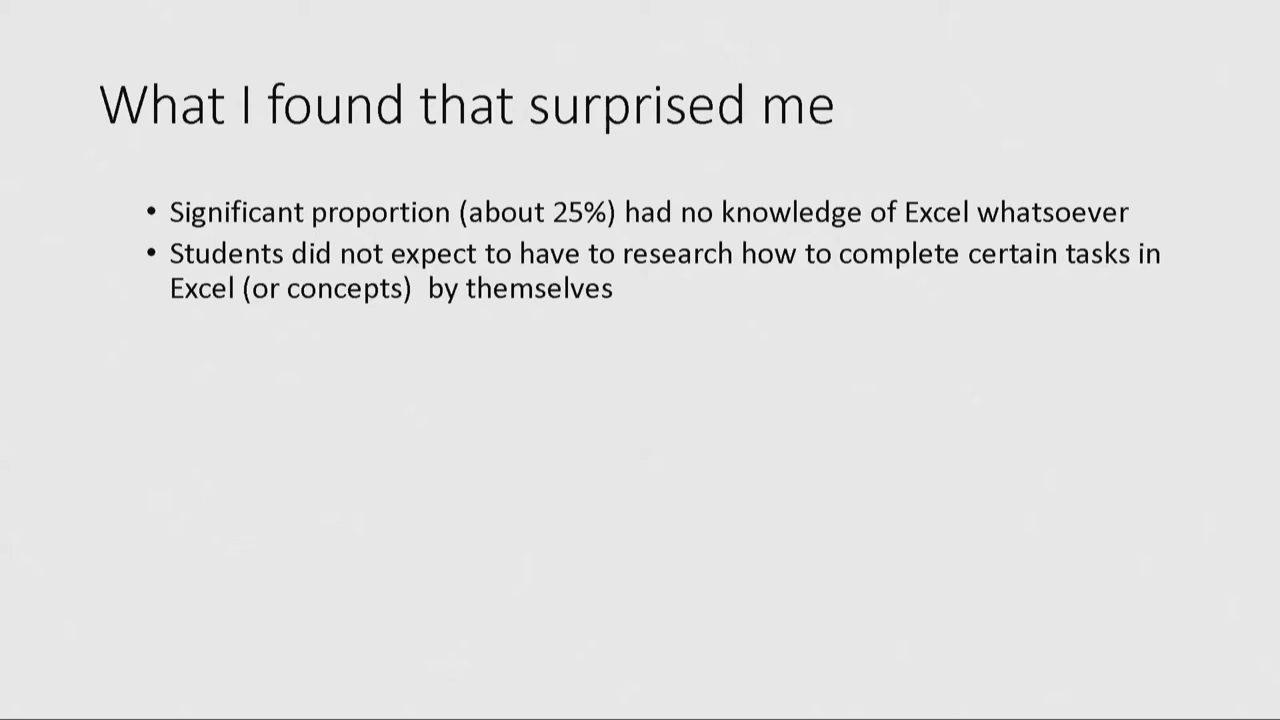 What I found that surprised me
• Significant proportion (about 25%) had no knowledge of Excel whatsoever
• Students did not expect to have to research how to complete certain tasks in
Excel (or concepts)  by themselves